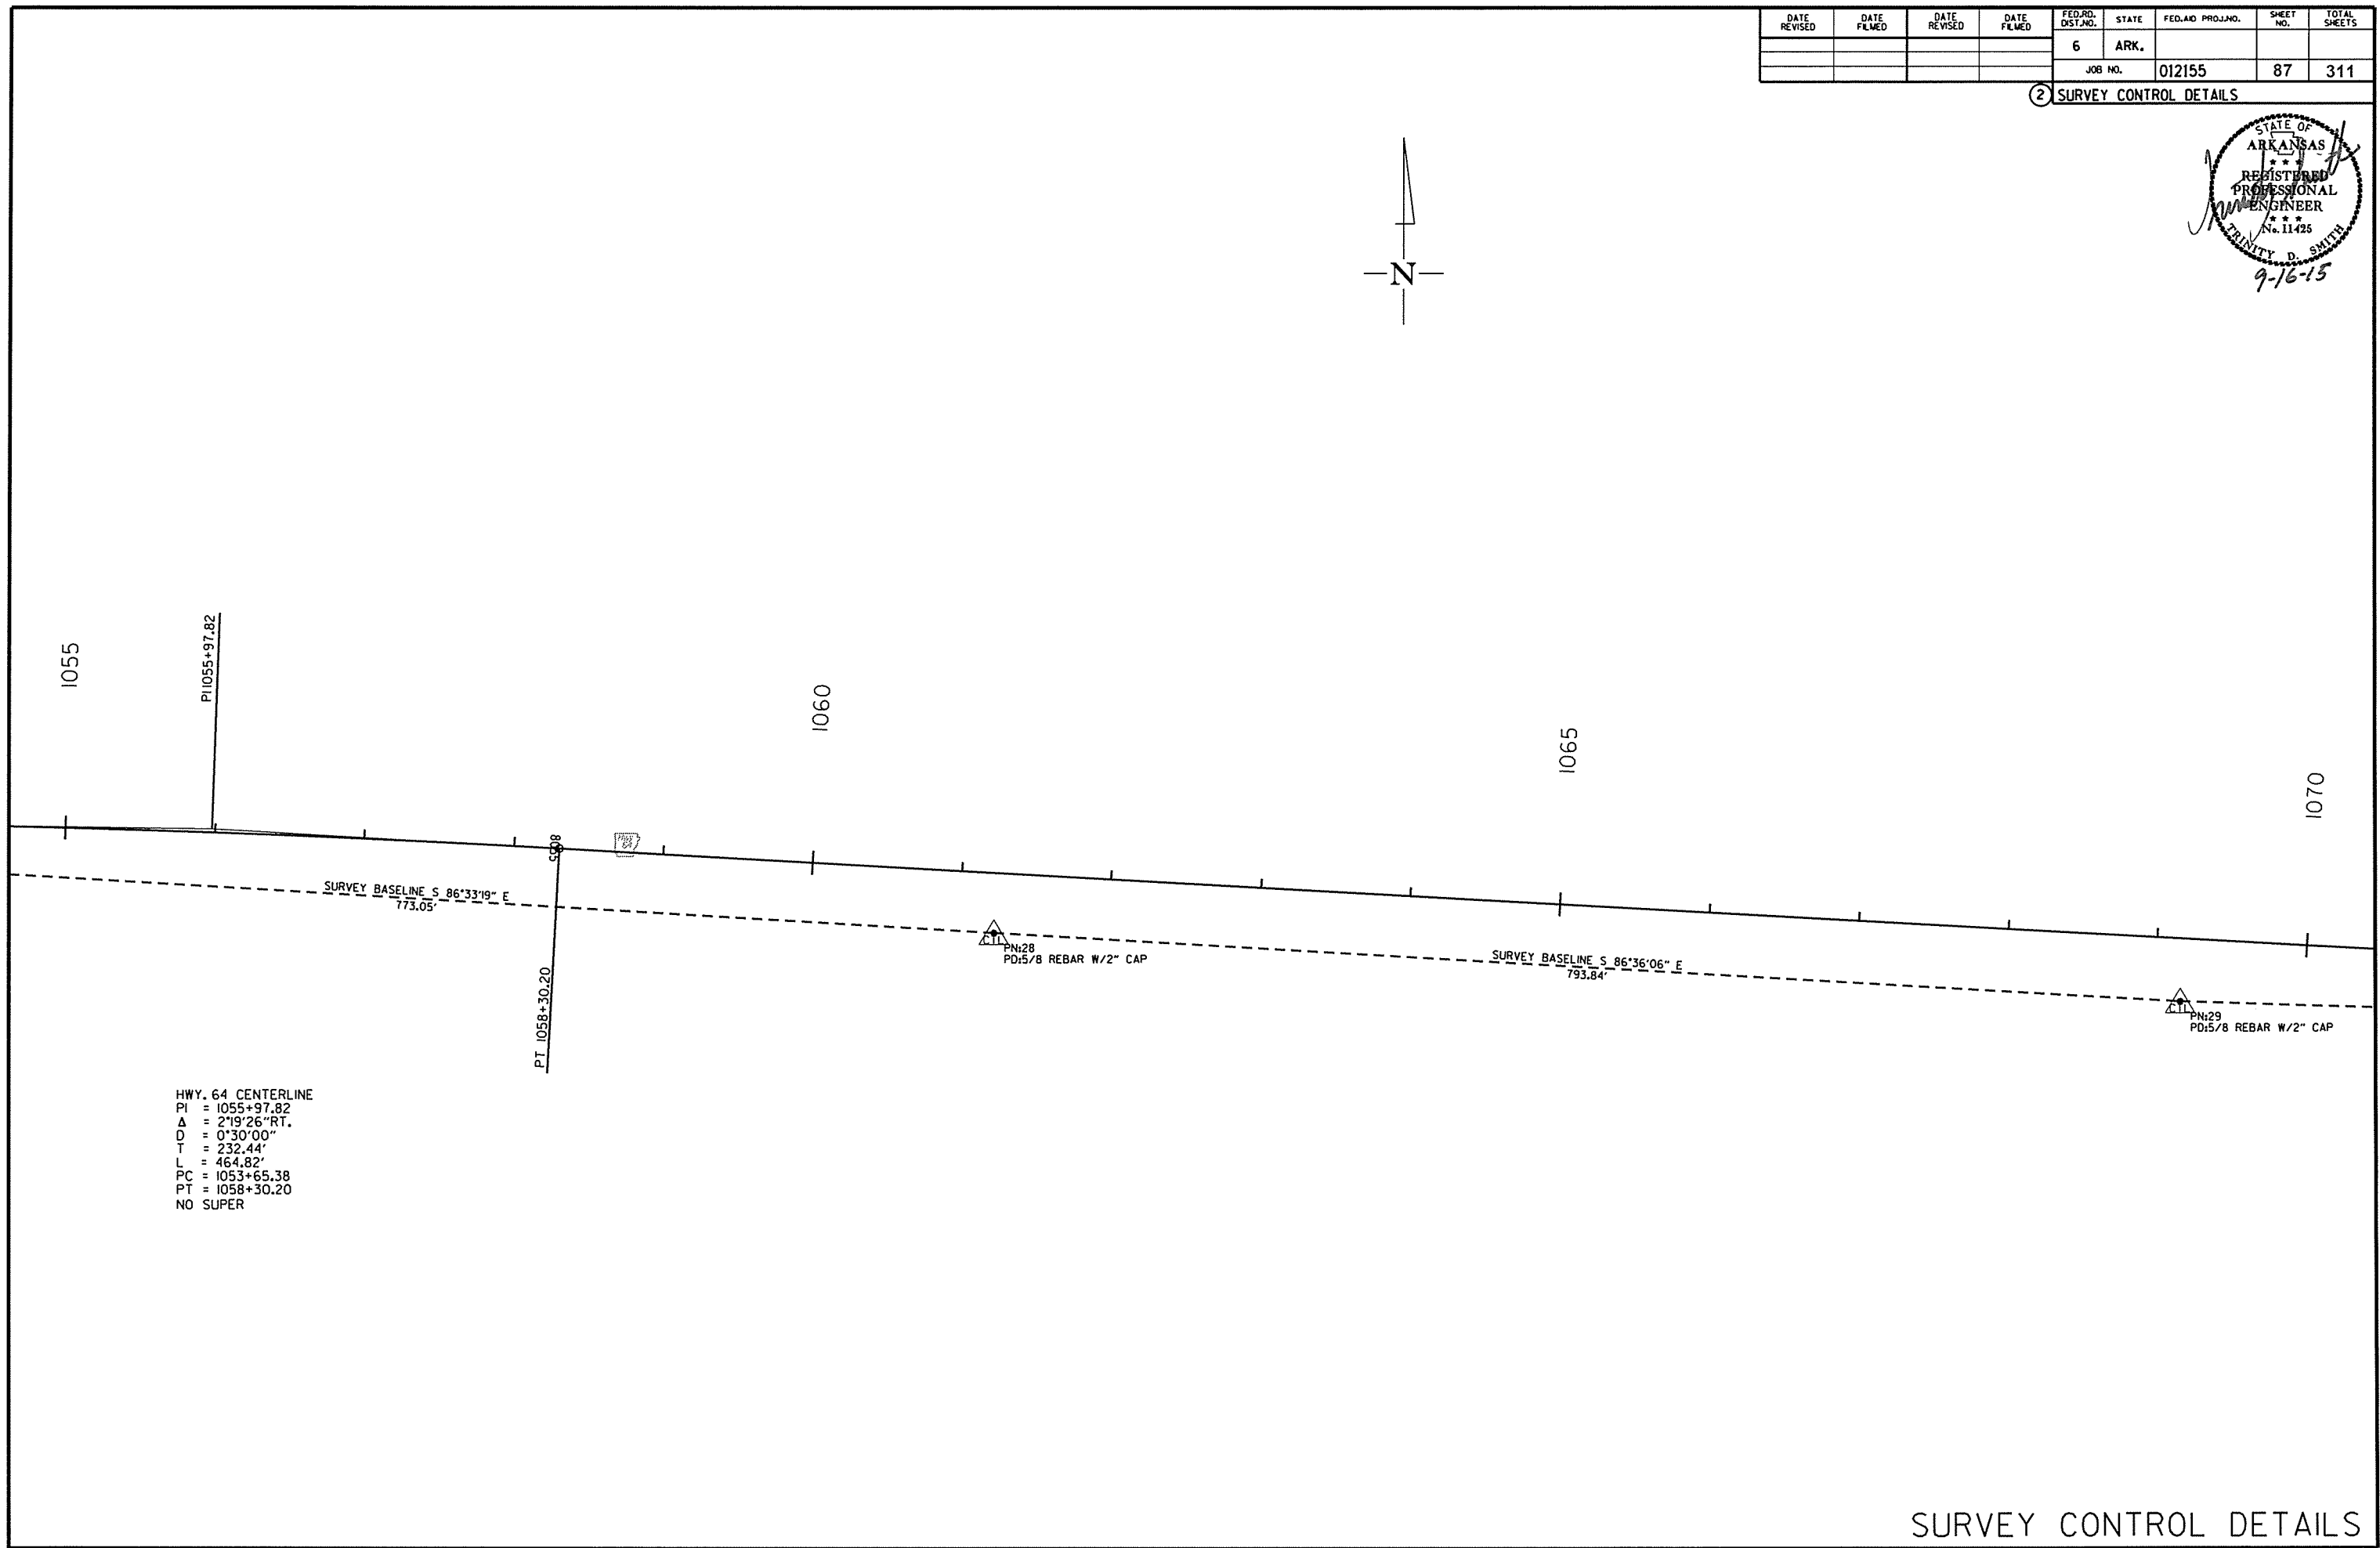 DATE REVISED DATE FILMED DATE REVISED DATE FILMED FED.RD. DIST.NO. STATE FED.AID PROJ.NO. SHEET NO. TOTAL SHEETS
6 ARK.
JOB NO. 012155 87 311
2 SURVEY CONTROL DETAILS
STATE OF
ARKANSAS
★ ★ ★
REGISTERED
PROFESSIONAL
ENGINEER
★ ★ ★
No. 11425
TRINITY D. SMITH
9-16-15
N
1055
PI 1055+97.82
1060
1065
1070
8055
HWY 64
SURVEY BASELINE S 86°33'19" E
773.05'
PT 1058+30.20
CTL
PN:28
PD:5/8 REBAR W/2" CAP
SURVEY BASELINE S 86°36'06" E
793.84'
CTL
PN:29
PD:5/8 REBAR W/2" CAP
HWY. 64 CENTERLINE
PI = 1055+97.82
Δ = 2°19'26"RT.
D = 0°30'00"
T = 232.44'
L = 464.82'
PC = 1053+65.38
PT = 1058+30.20
NO SUPER
SURVEY CONTROL DETAILS